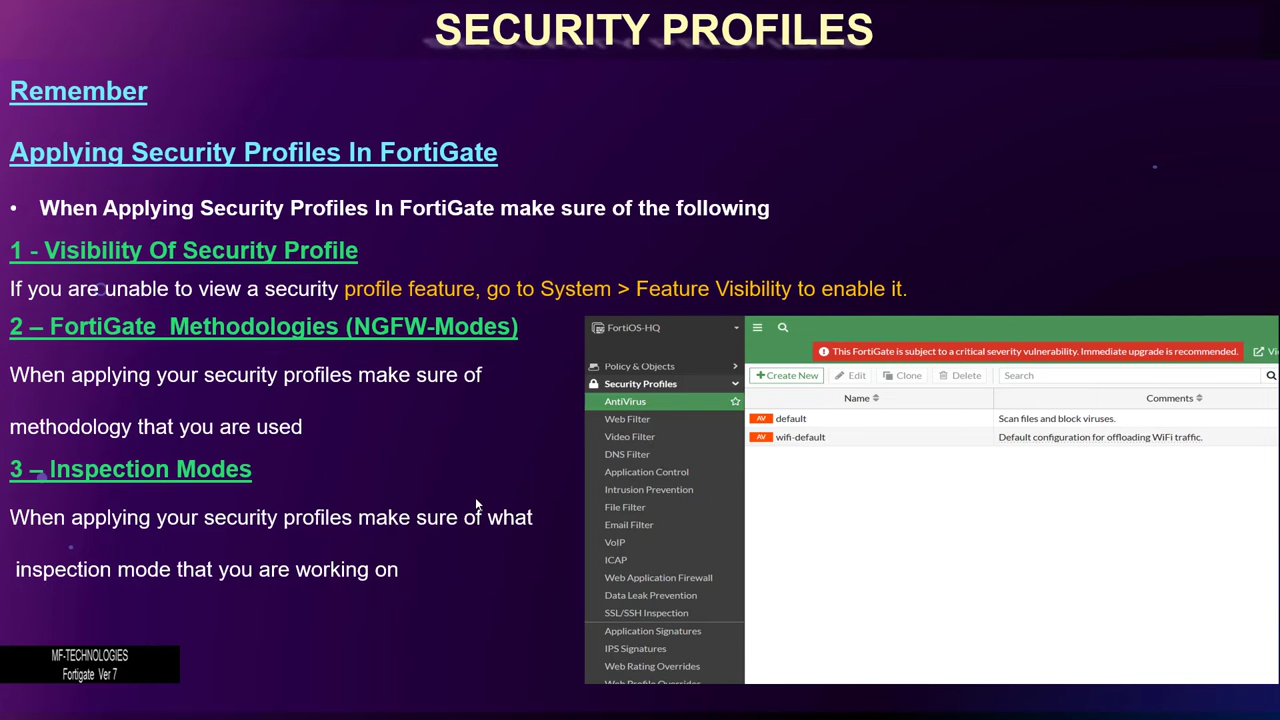 SECURITY PROFILES
Remember
Applying Security Profiles In FortiGate
• When Applying Security Profiles In FortiGate make sure of the following
1 - Visibility Of Security Profile
If you are unable to view a security profile feature, go to System > Feature Visibility to enable it.
2 – FortiGate Methodologies (NGFW-Modes)
When applying your security profiles make sure of
methodology that you are used
3 – Inspection Modes
When applying your security profiles make sure of what
inspection mode that you are working on
MF-TECHNOLOGIES
Fortigate Ver 7
FortiOS-HQ
This FortiGate is subject to a critical severity vulnerability. Immediate upgrade is recommended.
Policy & Objects
Security Profiles
AntiVirus
Web Filter
Video Filter
DNS Filter
Application Control
Intrusion Prevention
File Filter
Email Filter
VoIP
ICAP
Web Application Firewall
Data Leak Prevention
SSL/SSH Inspection
Application Signatures
IPS Signatures
Web Rating Overrides
Web Profile Overrides
+ Create New Edit Clone Delete Search
Name Comments
AV default Scan files and block viruses.
AV wifi-default Default configuration for offloading WiFi traffic.